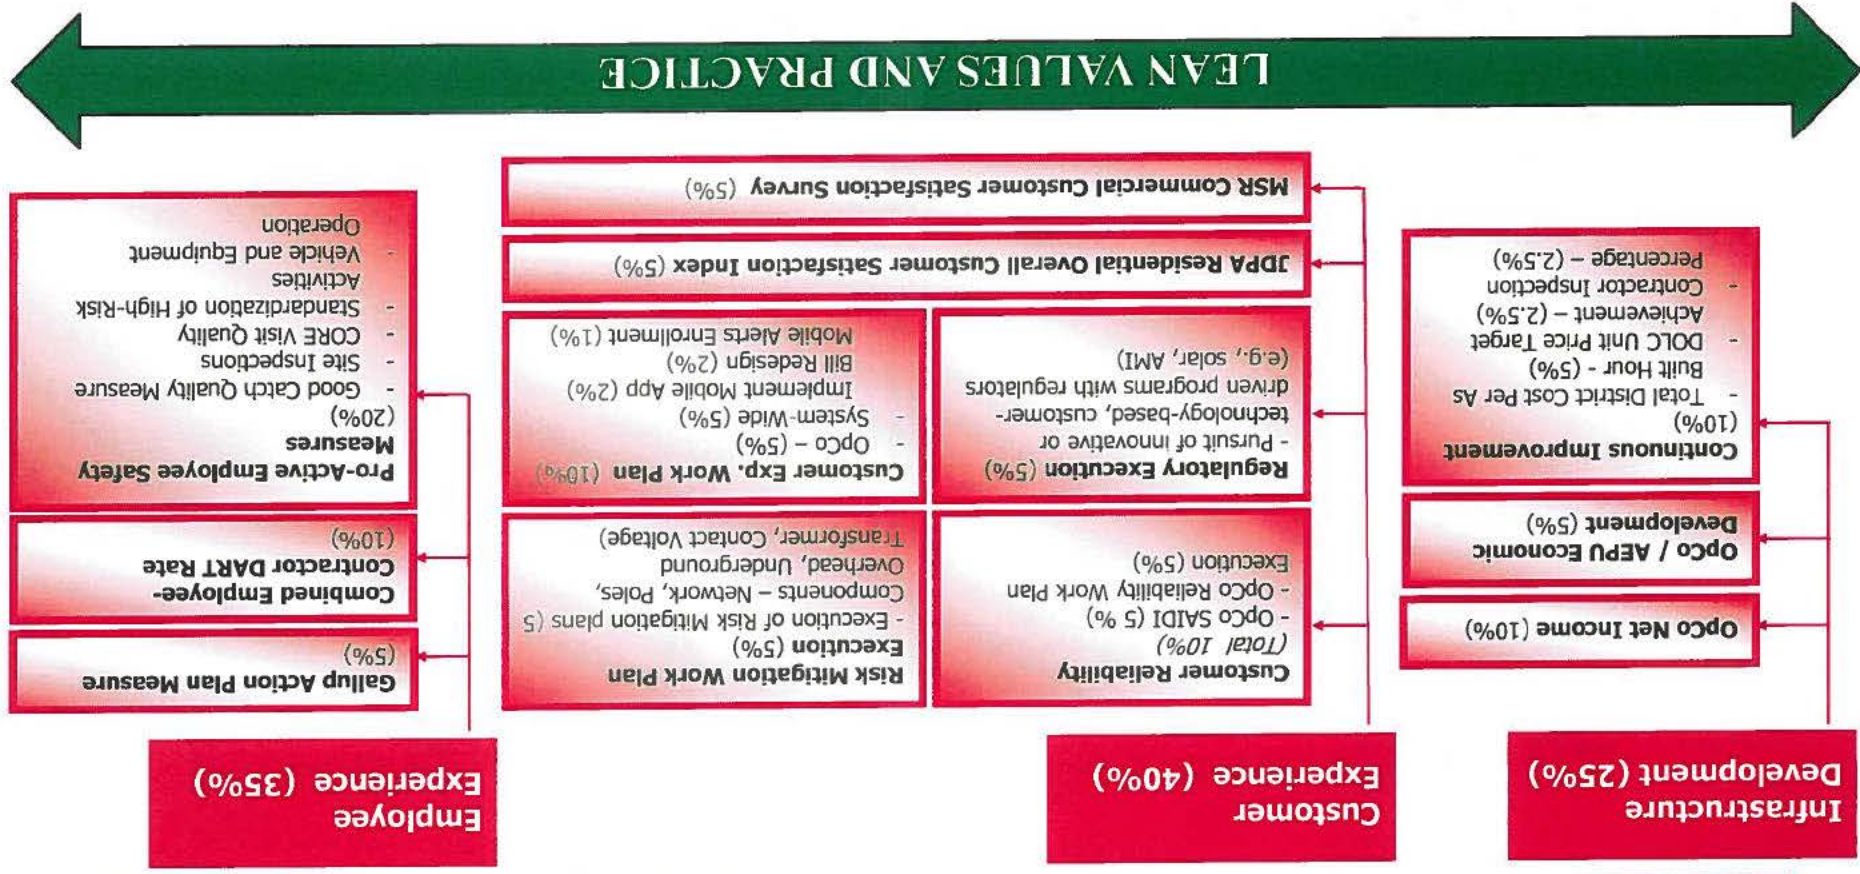 Infrastructure
Development (25%)
OpCo Net Income (10%)
OpCo / AEPU Economic
Development (5%)
Continuous Improvement
(10%)
- Total District Cost Per As
Built Hour - (5%)
- DOLC Unit Price Target
Achievement – (2.5%)
- Contractor Inspection
Percentage – (2.5%)
Customer
Experience (40%)
Customer Reliability
(Total 10%)
- OpCo SAIDI (5 %)
- OpCo Reliability Work Plan
Execution (5%)
Risk Mitigation Work Plan
Execution (5%)
- Execution of Risk Mitigation plans (5
Components – Network, Poles,
Overhead, Underground
Transformer, Contact Voltage)
Regulatory Execution (5%)
- Pursuit of innovative or
technology-based, customer-
driven programs with regulators
(e.g., solar, AMI)
Customer Exp. Work Plan (10%)
- OpCo – (5%)
- System-Wide (5%)
Implement Mobile App (2%)
Bill Redesign (2%)
Mobile Alerts Enrollment (1%)
JDPA Residential Overall Customer Satisfaction Index (5%)
MSR Commercial Customer Satisfaction Survey (5%)
Employee
Experience (35%)
Gallup Action Plan Measure
(5%)
Combined Employee-
Contractor DART Rate
(10%)
Pro-Active Employee Safety
Measures
(20%)
- Good Catch Quality Measure
- Site Inspections
- CORE Visit Quality
- Standardization of High-Risk
Activities
- Vehicle and Equipment
Operation
LEAN VALUES AND PRACTICE